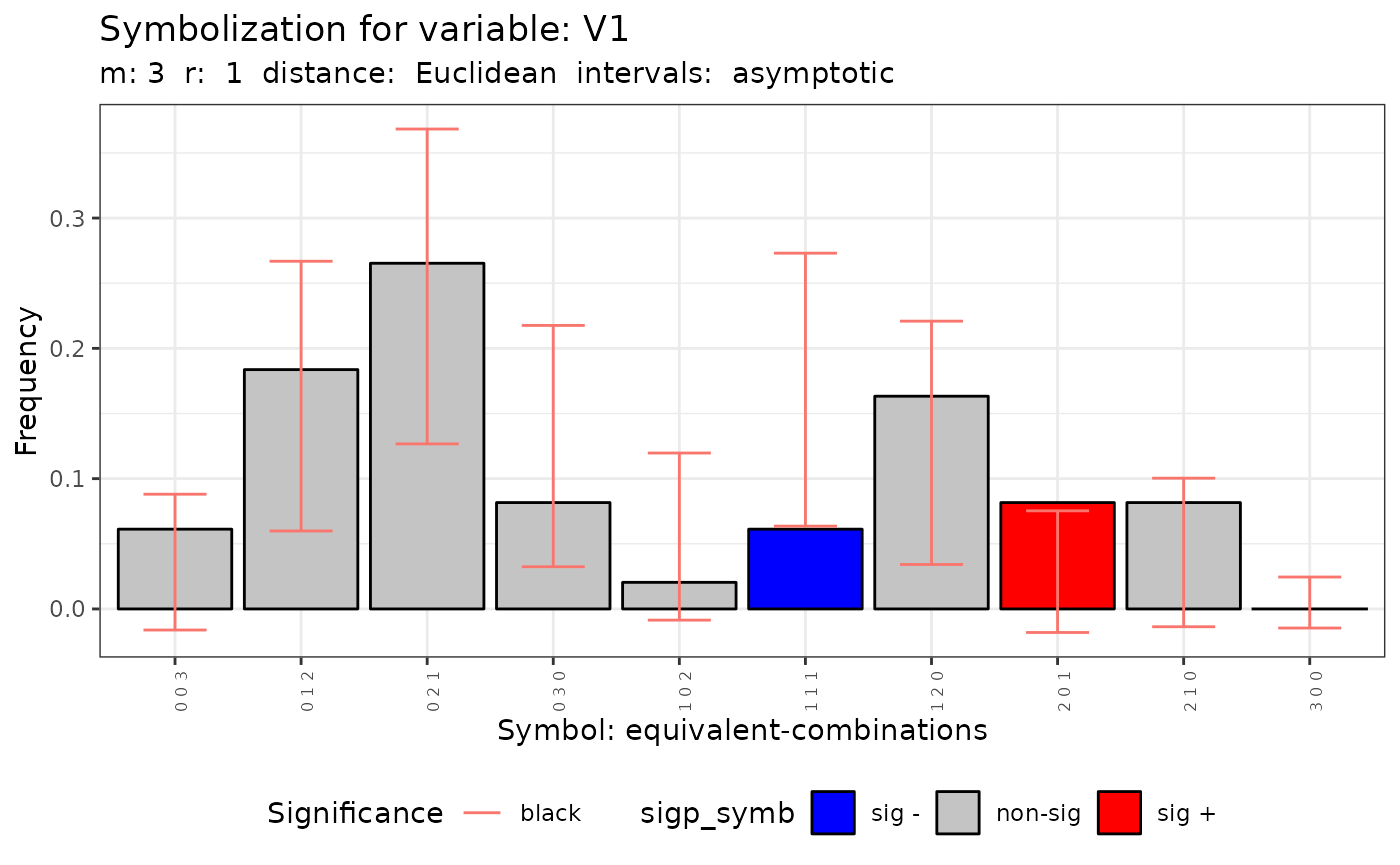 Symbolization for variable: V1
m: 3 r: 1 distance: Euclidean intervals: asymptotic
Frequency
0.3
0.2
0.1
0.0
0 0 3
0 1 2
0 2 1
0 3 0
1 0 2
1 1 1
1 2 0
2 0 1
2 1 0
3 0 0
Symbol: equivalent-combinations
Significance black sigp_symb sig - non-sig sig +